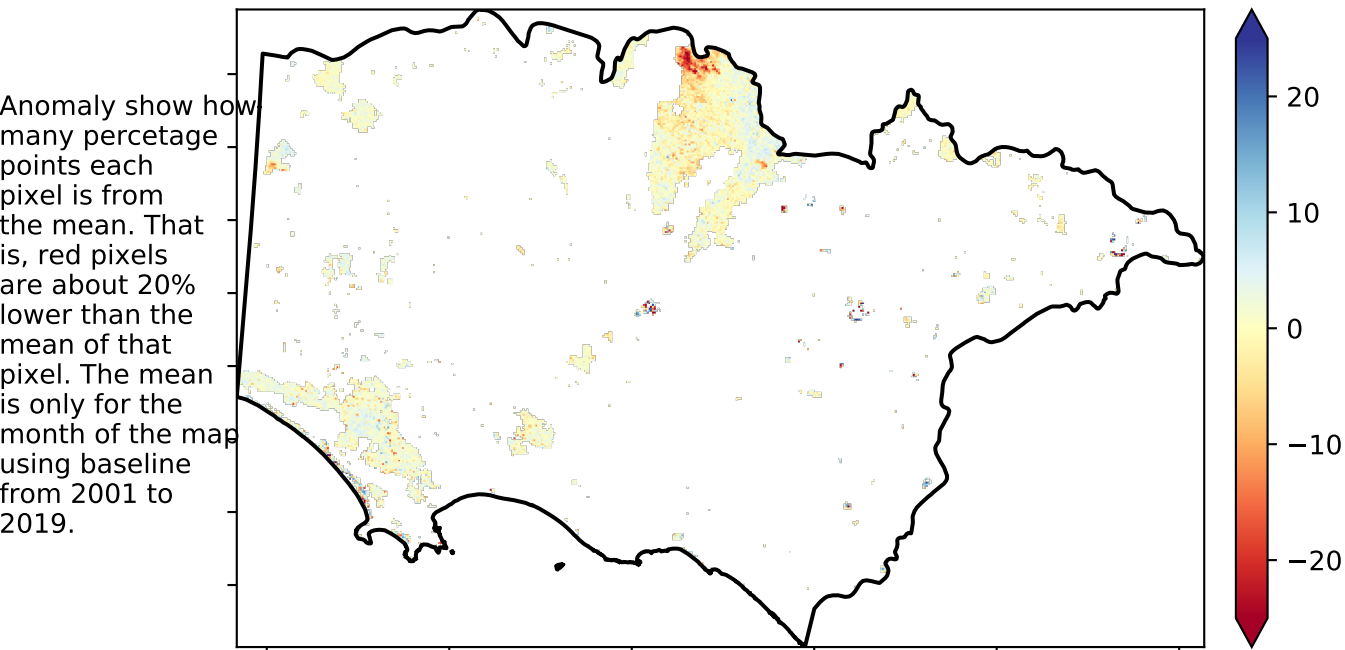 Anomaly show how
many percetage
points each
pixel is from
the mean. That
is, red pixels
are about 20%
lower than the
mean of that
pixel. The mean
is only for the
month of the map
using baseline
from 2001 to
2019.
20
10
0
−10
−20